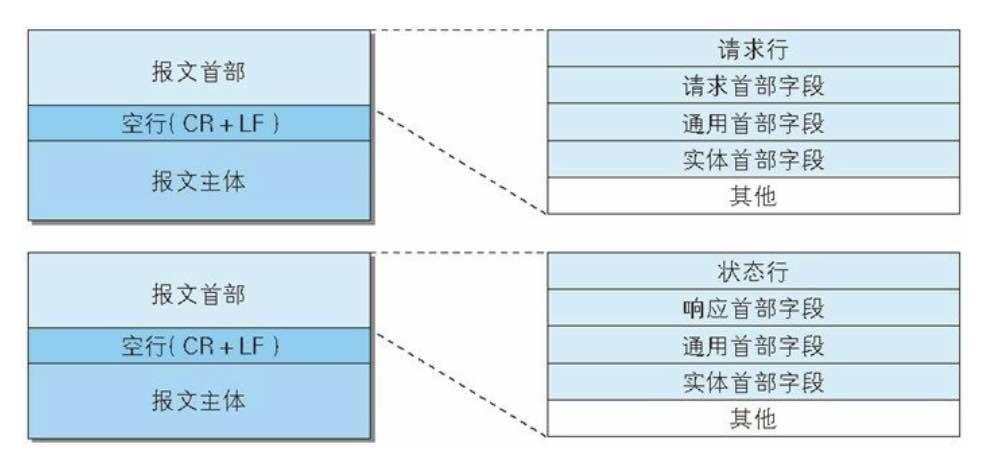 报文首部
空行( CR + LF )
报文主体
请求行
请求首部字段
通用首部字段
实体首部字段
其他
报文首部
空行( CR + LF )
报文主体
状态行
响应首部字段
通用首部字段
实体首部字段
其他